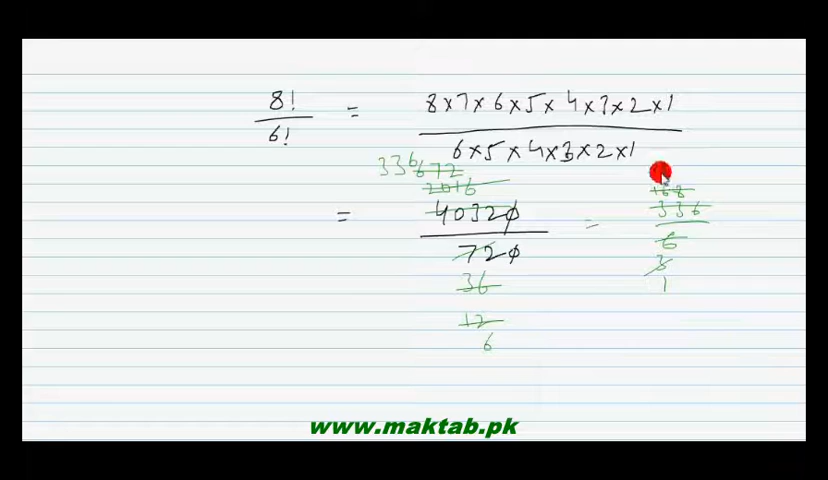 8! = 8×7×6×5×4×3×2×1
6! 6×5×4×3×2×1
336 672
2016 168
= 40320 = 336
720 6
36 3
1
12
6
www.maktab.pk